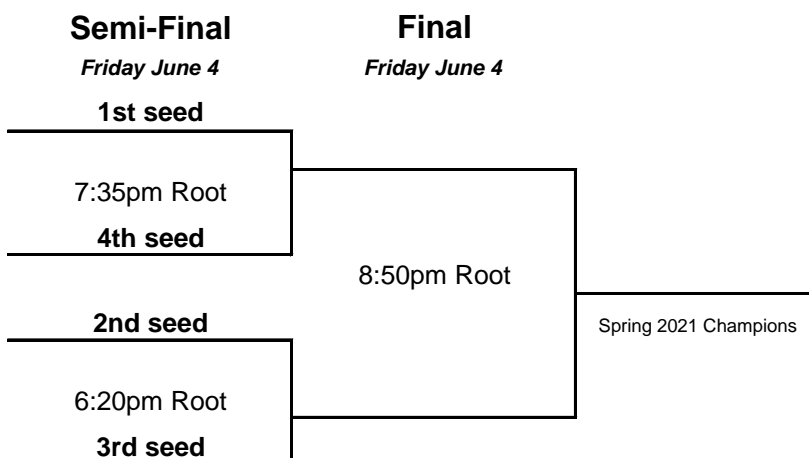 Semi-Final
Final
Friday June 4
Friday June 4
1st seed
7:35pm Root
4th seed
8:50pm Root
2nd seed
Spring 2021 Champions
6:20pm Root
3rd seed